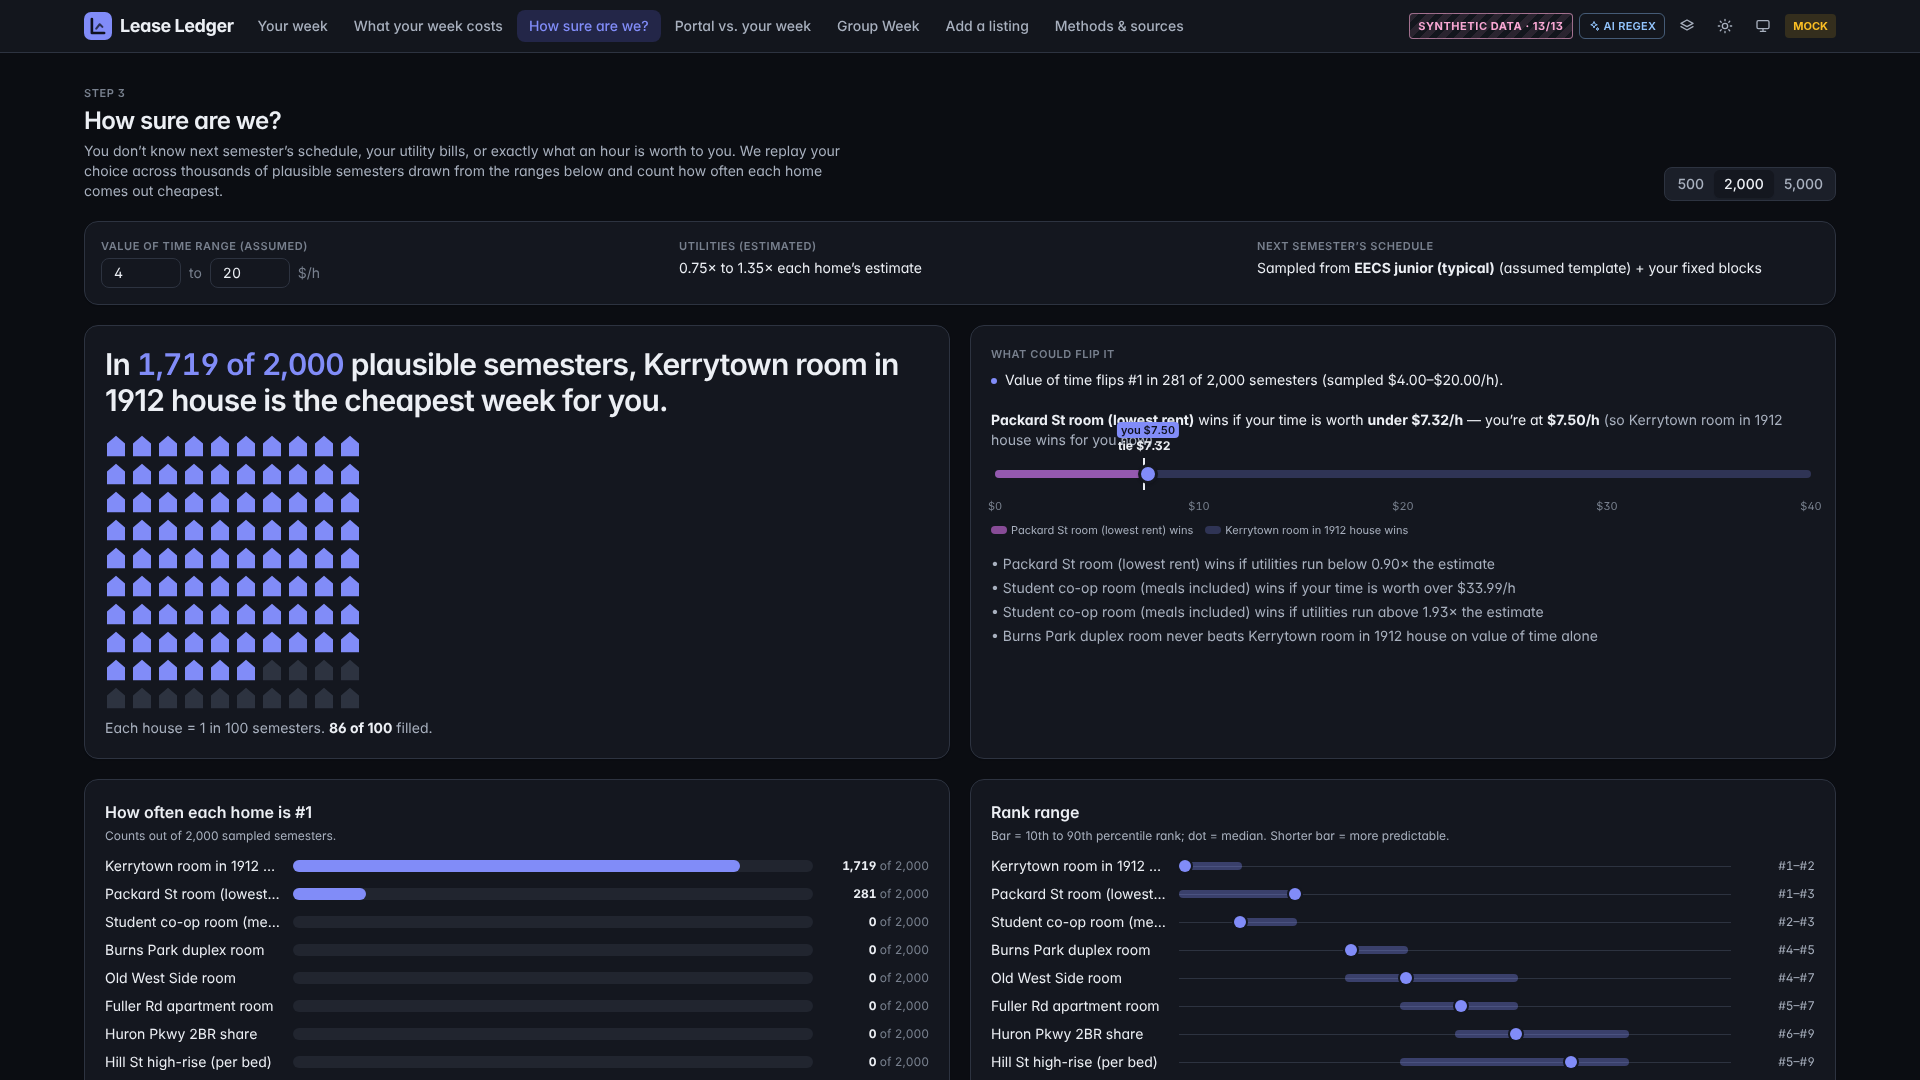 Lease Ledger
Your week
What your week costs
How sure are we?
Portal vs. your week
Group Week
Add a listing
Methods & sources
SYNTHETIC DATA · 13/13
AI REGEX
MOCK
STEP 3
How sure are we?
You don’t know next semester’s schedule, your utility bills, or exactly what an hour is worth to you. We replay your
choice across thousands of plausible semesters drawn from the ranges below and count how often each home
comes out cheapest.
500 2,000 5,000
VALUE OF TIME RANGE (ASSUMED)
4 to 20 $/h
UTILITIES (ESTIMATED)
0.75× to 1.35× each home’s estimate
NEXT SEMESTER’S SCHEDULE
Sampled from EECS junior (typical) (assumed template) + your fixed blocks
In 1,719 of 2,000 plausible semesters, Kerrytown room in
1912 house is the cheapest week for you.
Each house = 1 in 100 semesters. 86 of 100 filled.
WHAT COULD FLIP IT
Value of time flips #1 in 281 of 2,000 semesters (sampled $4.00–$20.00/h).
Packard St room (lowest rent) wins if your time is worth under $7.32/h — you’re at $7.50/h (so Kerrytown room in 1912
house wins for you
you $7.50
tie $7.32
$0 $10 $20 $30 $40
Packard St room (lowest rent) wins
Kerrytown room in 1912 house wins
• Packard St room (lowest rent) wins if utilities run below 0.90× the estimate
• Student co-op room (meals included) wins if your time is worth over $33.99/h
• Student co-op room (meals included) wins if utilities run above 1.93× the estimate
• Burns Park duplex room never beats Kerrytown room in 1912 house on value of time alone
How often each home is #1
Counts out of 2,000 sampled semesters.
Kerrytown room in 1912 ... 1,719 of 2,000
Packard St room (lowest... 281 of 2,000
Student co-op room (me... 0 of 2,000
Burns Park duplex room 0 of 2,000
Old West Side room 0 of 2,000
Fuller Rd apartment room 0 of 2,000
Huron Pkwy 2BR share 0 of 2,000
Hill St high-rise (per bed) 0 of 2,000
Rank range
Bar = 10th to 90th percentile rank; dot = median. Shorter bar = more predictable.
Kerrytown room in 1912 ... #1–#2
Packard St room (lowest... #1–#3
Student co-op room (me... #2–#3
Burns Park duplex room #4–#5
Old West Side room #4–#7
Fuller Rd apartment room #5–#7
Huron Pkwy 2BR share #6–#9
Hill St high-rise (per bed) #5–#9